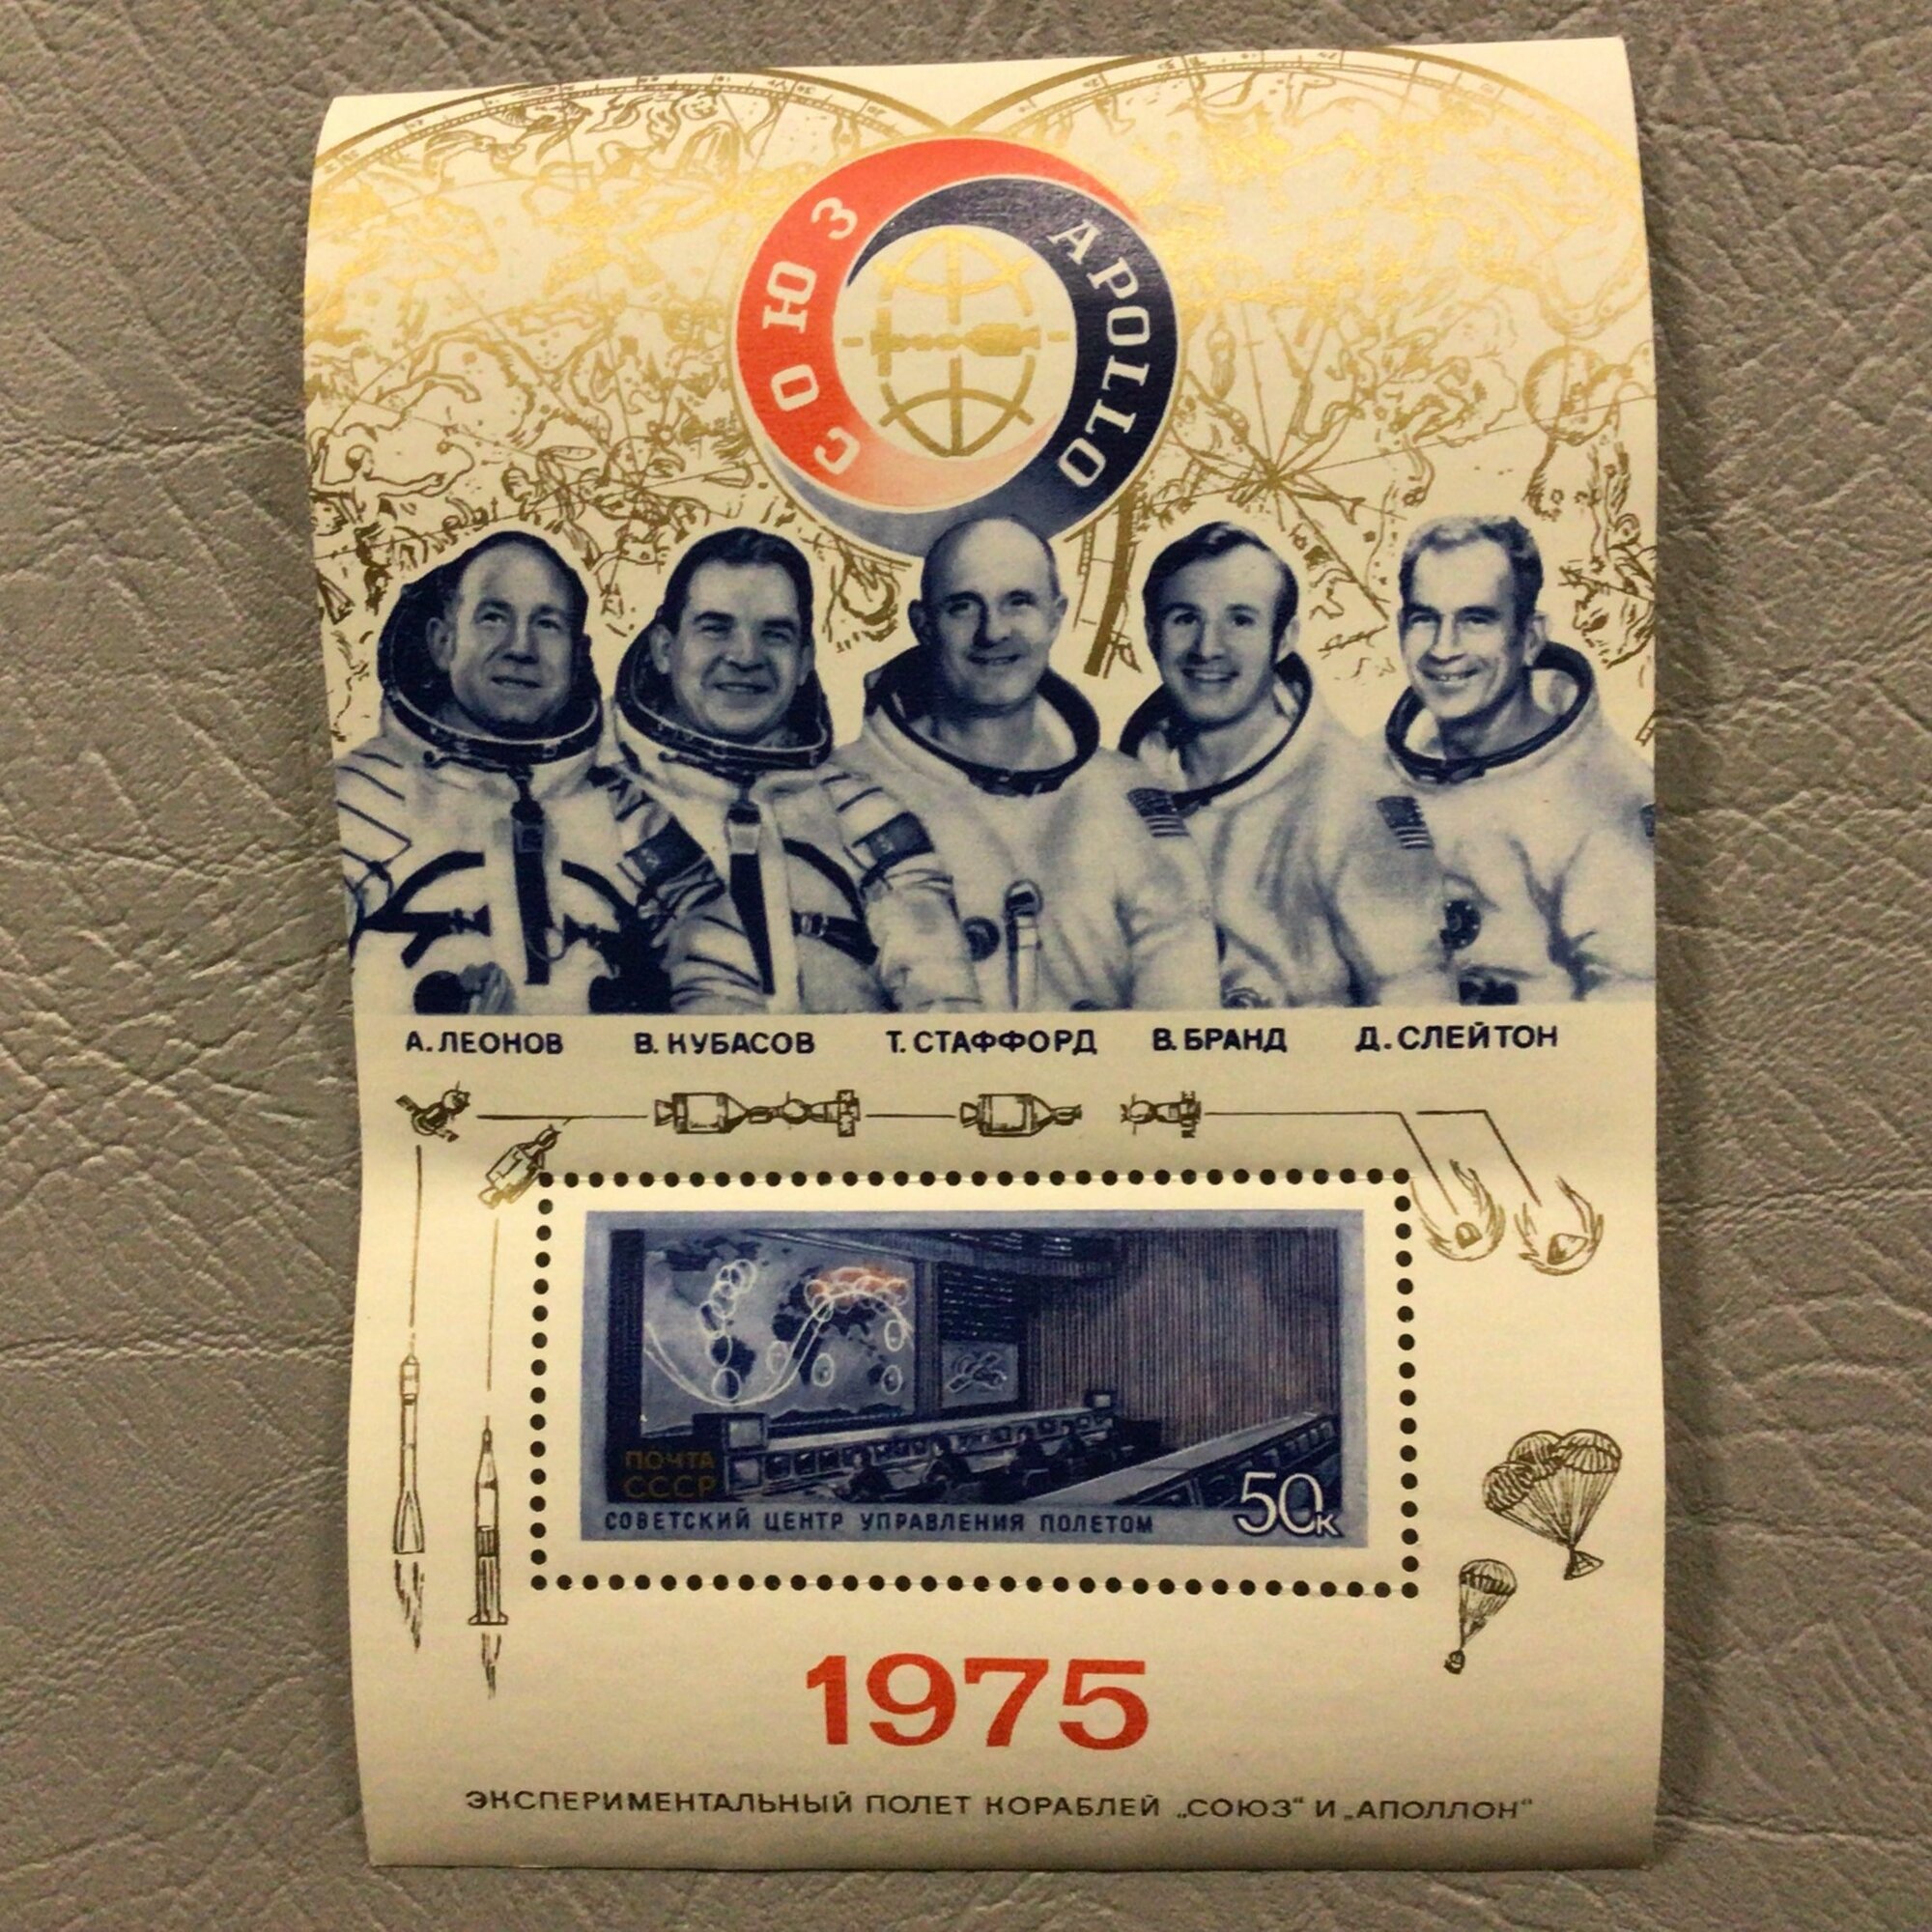 СОЮЗ
APOLLO
А. ЛЕОНОВ
В. КУБАСОВ
Т. СТАФФОРД
В. БРАНД
Д. СЛЕЙТОН
ПОЧТА
СССР
СОВЕТСКИЙ ЦЕНТР УПРАВЛЕНИЯ ПОЛЕТОМ
50к
1975
ЭКСПЕРИМЕНТАЛЬНЫЙ ПОЛЕТ КОРАБЛЕЙ „СОЮЗ“ И „АПОЛЛОН“